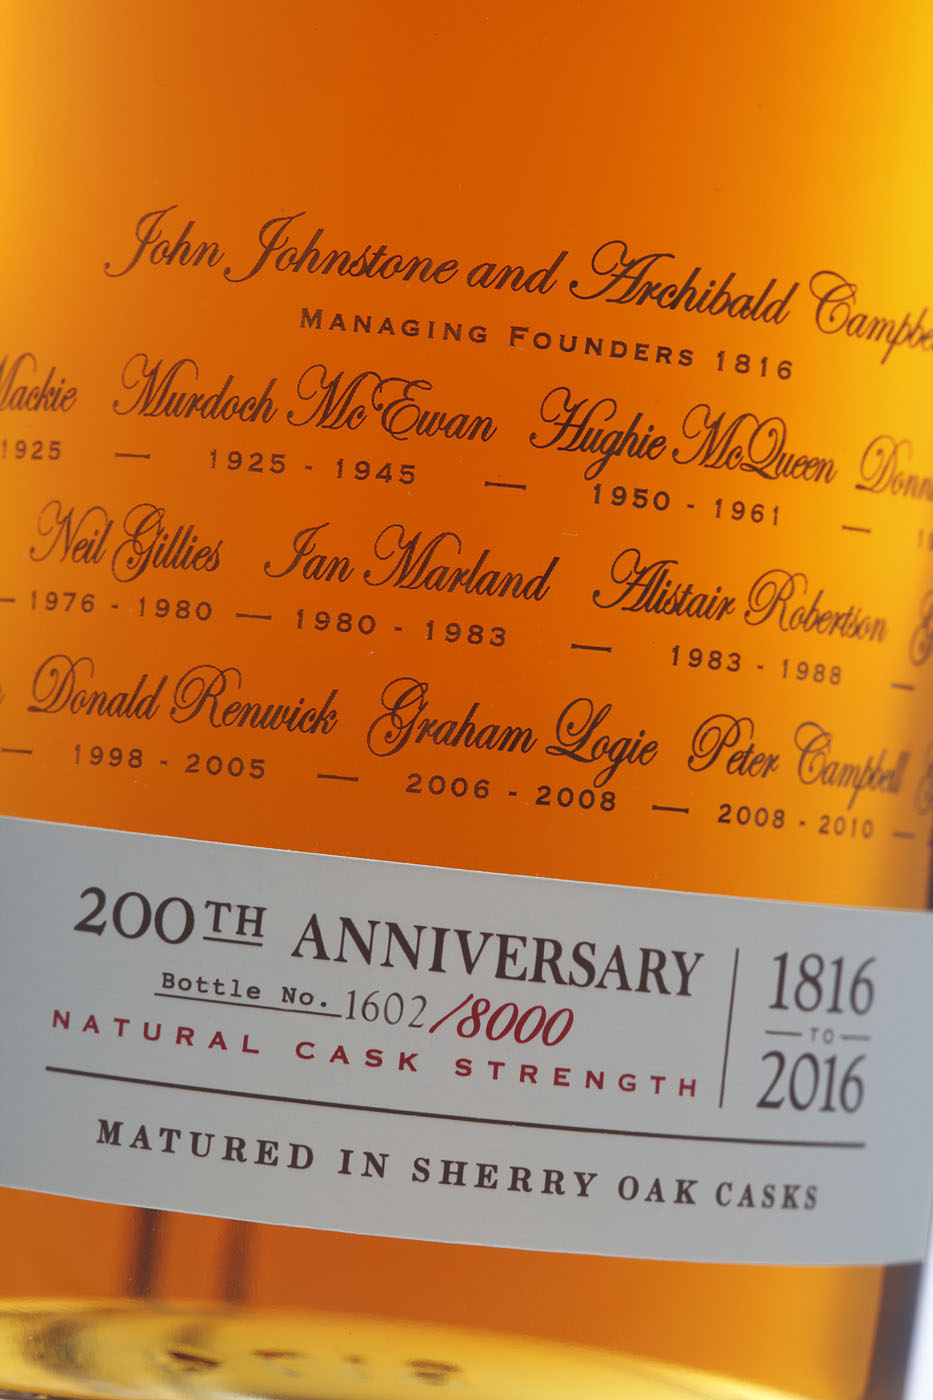 John Johnstone and Archibald
MANAGING FOUNDERS 1816
Mackie Murdoch McEwan Hughie McQueen
1925 — 1925 - 1945 — 1950 - 1961 —
Neil Gillies Ian Marland Alistair Robertson
— 1976 - 1980 — 1980 - 1983 — 1983 - 1988 —
Donald Renwick Graham Logie Peter Campbell
— 1998 - 2005 — 2006 - 2008 — 2008 - 2010 —
200TH ANNIVERSARY
Bottle No. 1602/8000
NATURAL CASK STRENGTH
1816
— TO —
2016
MATURED IN SHERRY OAK CASKS